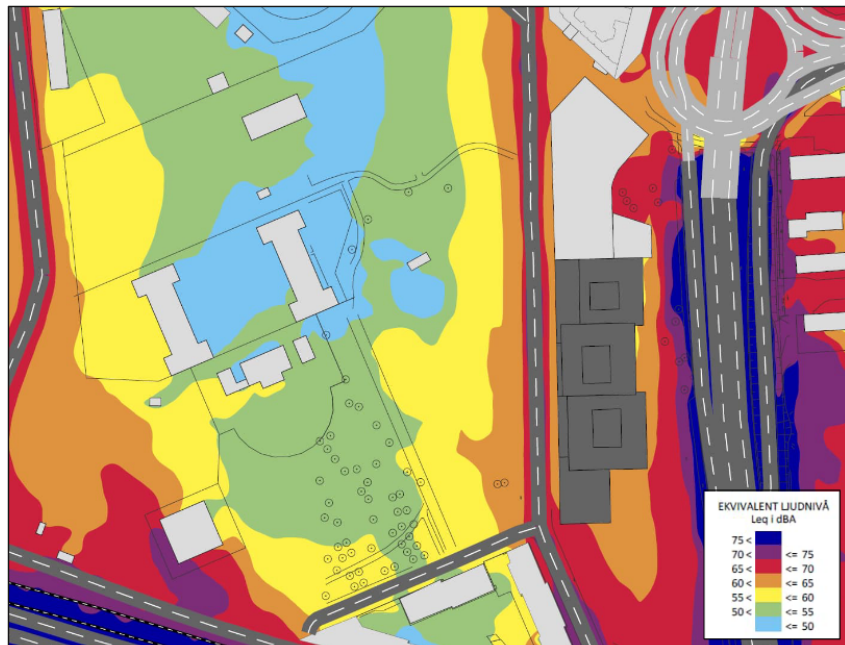 EKVIVALENT LJUDNIVÅ
Leq i dBA
75 <
70 < <= 75
65 < <= 70
60 < <= 65
55 < <= 60
50 < <= 55
<= 50